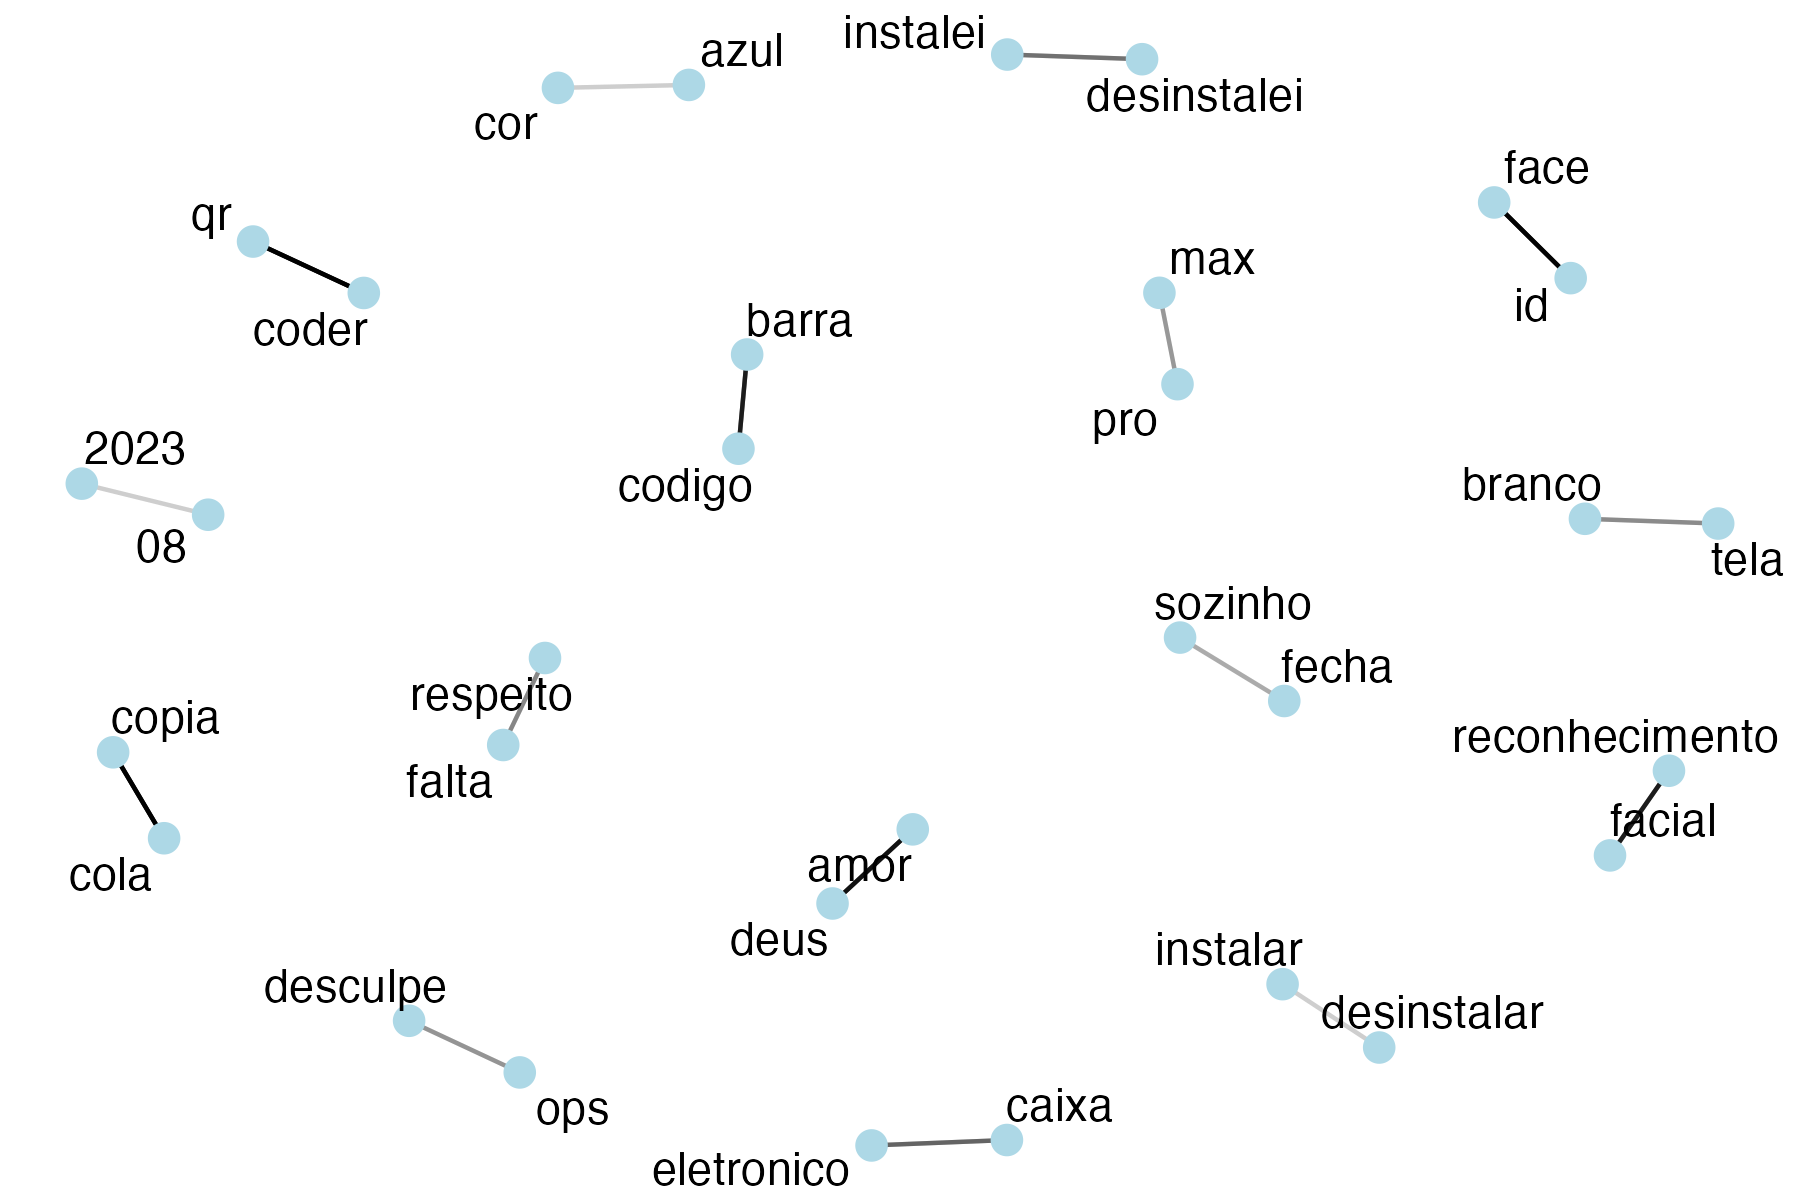 instalei
azul
desinstalei
cor
face
qr
max
id
barra
coder
pro
2023
codigo
branco
08
tela
sozinho
fecha
respeito
copia
reconhecimento
falta
facial
amor
cola
deus
instalar
desculpe
desinstalar
caixa
ops
eletronico